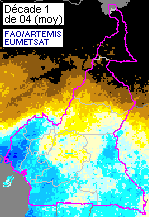 Décade 1
de 04 (moy)
FAO/ARTEMIS
EUMETSAT